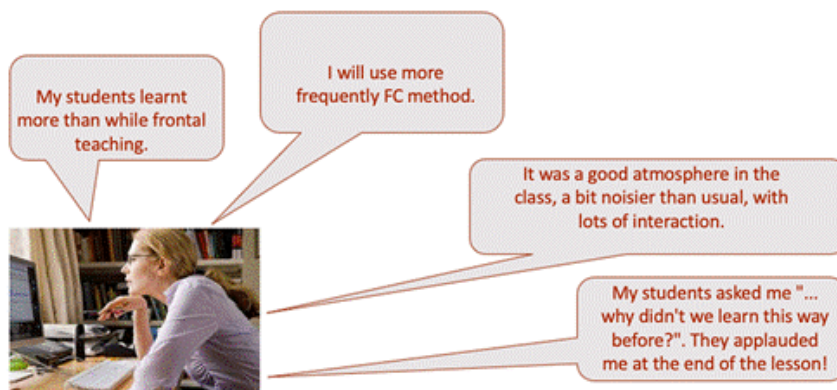 My students learnt
more than while frontal
teaching.
I will use more
frequently FC method.
It was a good atmosphere in the
class, a bit noisier than usual, with
lots of interaction.
My students asked me "...
why didn't we learn this way
before?". They applauded
me at the end of the lesson!